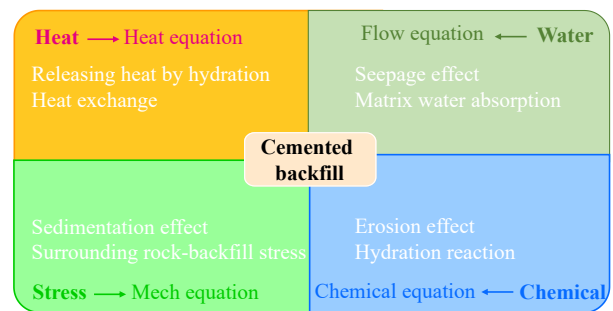 Heat → Heat equation
Releasing heat by hydration
Heat exchange
Flow equation ← Water
Seepage effect
Matrix water absorption
Cemented
backfill
Sedimentation effect
Surrounding rock-backfill stress
Stress → Mech equation
Erosion effect
Hydration reaction
Chemical equation ← Chemical